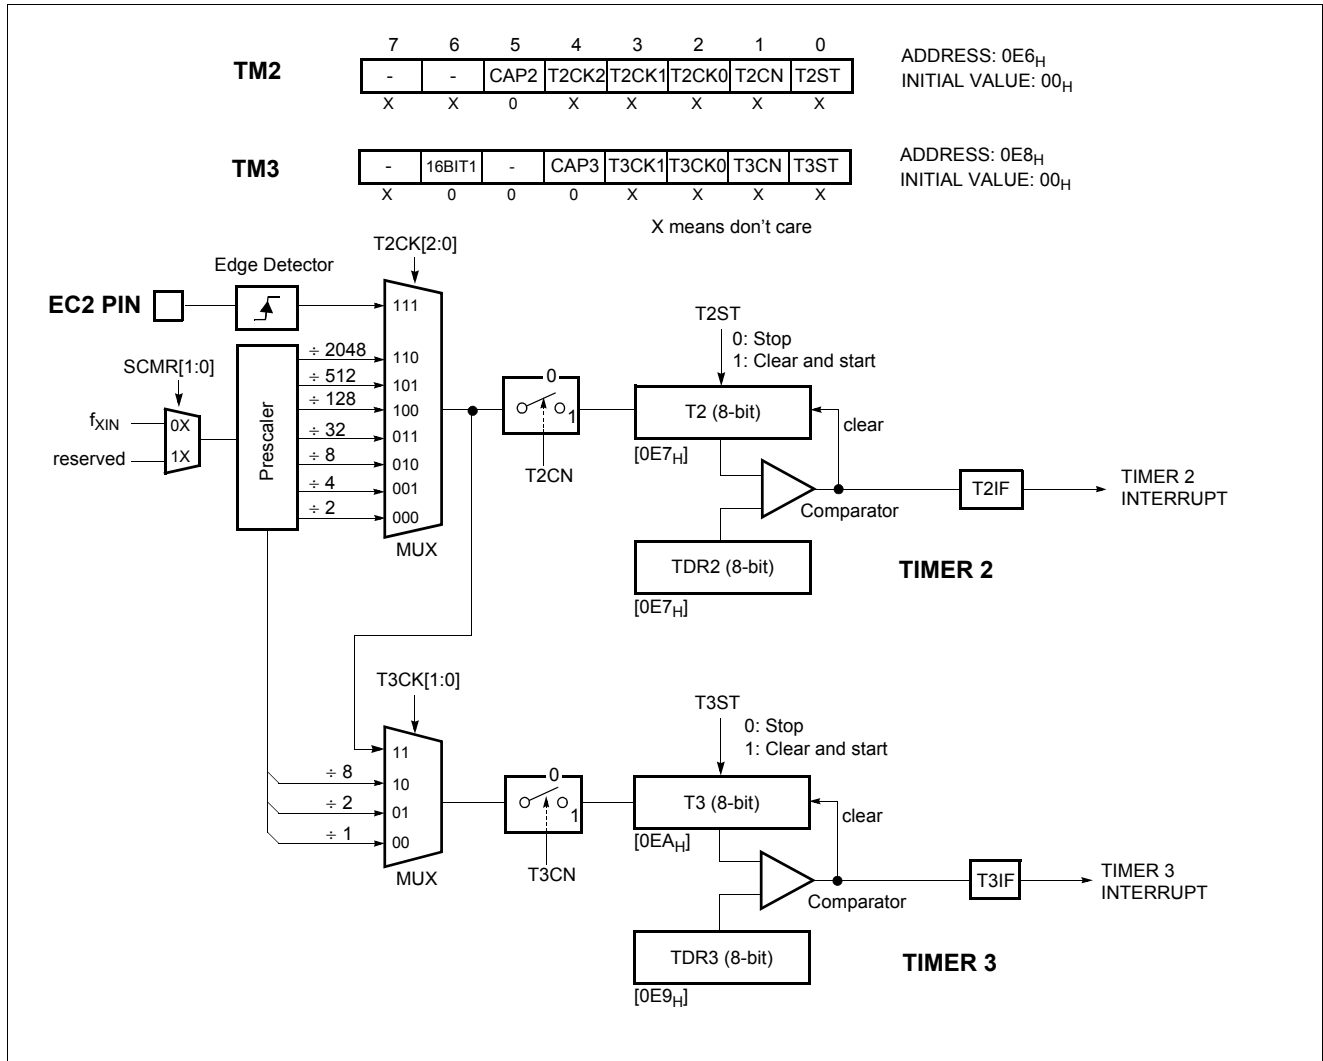 7 6 5 4 3 2 1 0
TM2
- - CAP2 T2CK2 T2CK1 T2CK0 T2CN T2ST
X X 0 X X X X X
ADDRESS: 0E6H
INITIAL VALUE: 00H
TM3
- 16BIT1 - CAP3 T3CK1 T3CK0 T3CN T3ST
X 0 0 0 X X X X
ADDRESS: 0E8H
INITIAL VALUE: 00H
X means don't care
T2CK[2:0]
Edge Detector
EC2 PIN
111
SCMR[1:0]
fXIN
0X
reserved
1X
Prescaler
÷ 2048 110
÷ 512 101
÷ 128 100
÷ 32 011
÷ 8 010
÷ 4 001
÷ 2 000
MUX
0
1
T2CN
T2ST
0: Stop
1: Clear and start
T2 (8-bit)
[0E7H]
clear
Comparator
T2IF
TIMER 2
INTERRUPT
TDR2 (8-bit)
[0E7H]
TIMER 2
T3CK[1:0]
11
÷ 8 10
÷ 2 01
÷ 1 00
MUX
0
1
T3CN
T3ST
0: Stop
1: Clear and start
T3 (8-bit)
[0EAH]
clear
Comparator
T3IF
TIMER 3
INTERRUPT
TDR3 (8-bit)
[0E9H]
TIMER 3